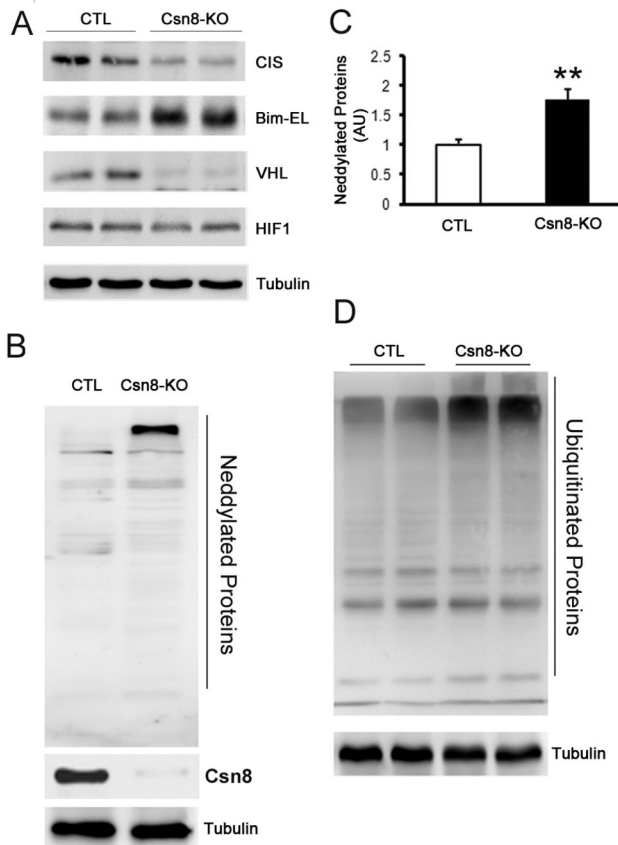 A
CTL Csn8-KO
CIS
Bim-EL
VHL
HIF1
Tubulin
B
CTL Csn8-KO
Neddylated Proteins
Csn8
Tubulin
C
Neddylated Proteins
(AU)
2.5
2
1.5
1
0.5
0
**
CTL Csn8-KO
D
CTL Csn8-KO
Ubiquitinated Proteins
Tubulin